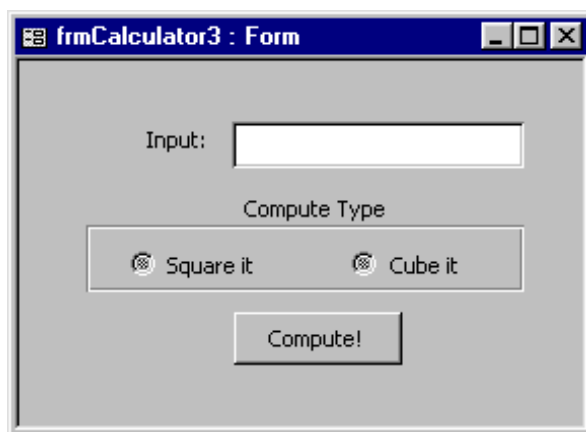 frmCalculator3 : Form
Input:
Compute Type
Square it Cube it
Compute!